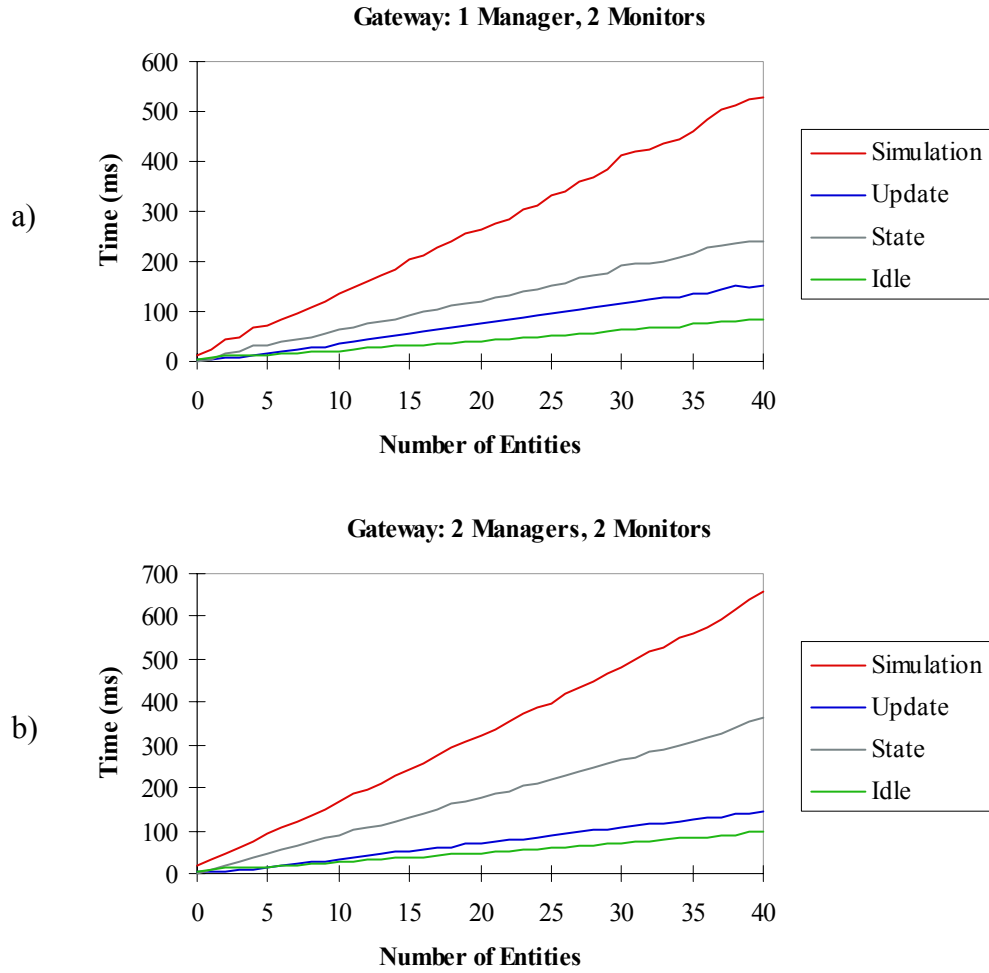 Gateway: 1 Manager, 2 Monitors
a)
Time (ms)
600
500
400
300
200
100
0
0 5 10 15 20 25 30 35 40
Number of Entities
Simulation
Update
State
Idle
Gateway: 2 Managers, 2 Monitors
b)
Time (ms)
700
600
500
400
300
200
100
0
0 5 10 15 20 25 30 35 40
Number of Entities
Simulation
Update
State
Idle